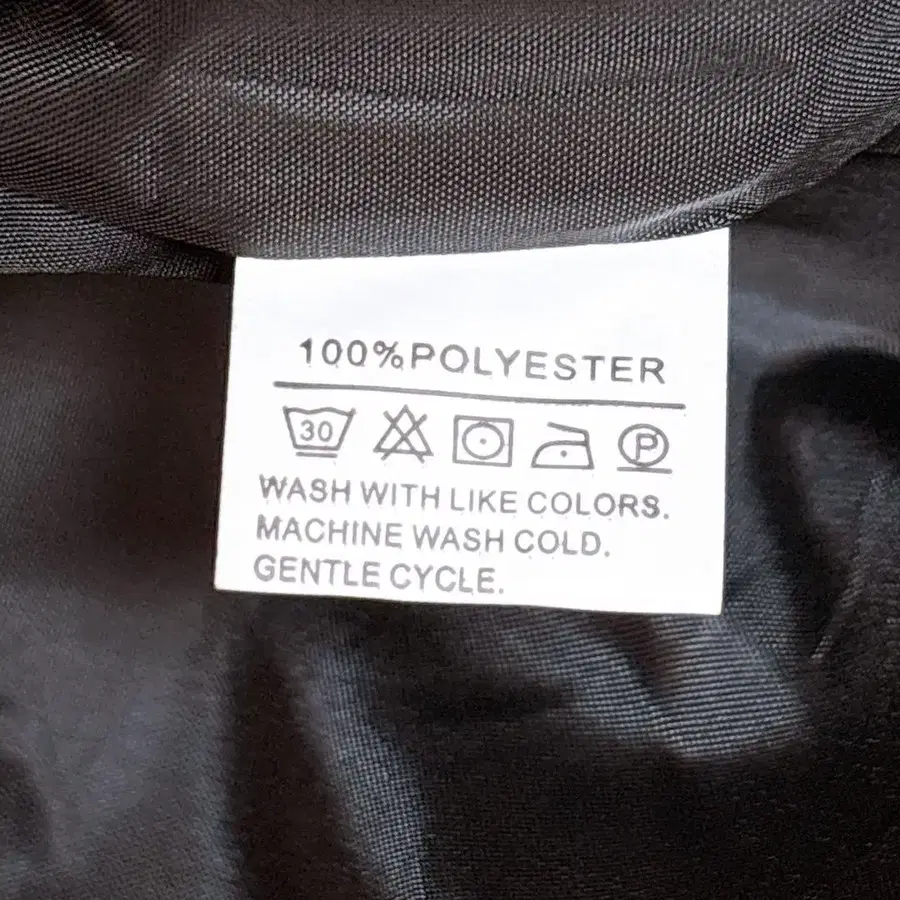 100%POLYESTER
30 P
WASH WITH LIKE COLORS.
MACHINE WASH COLD.
GENTLE CYCLE.